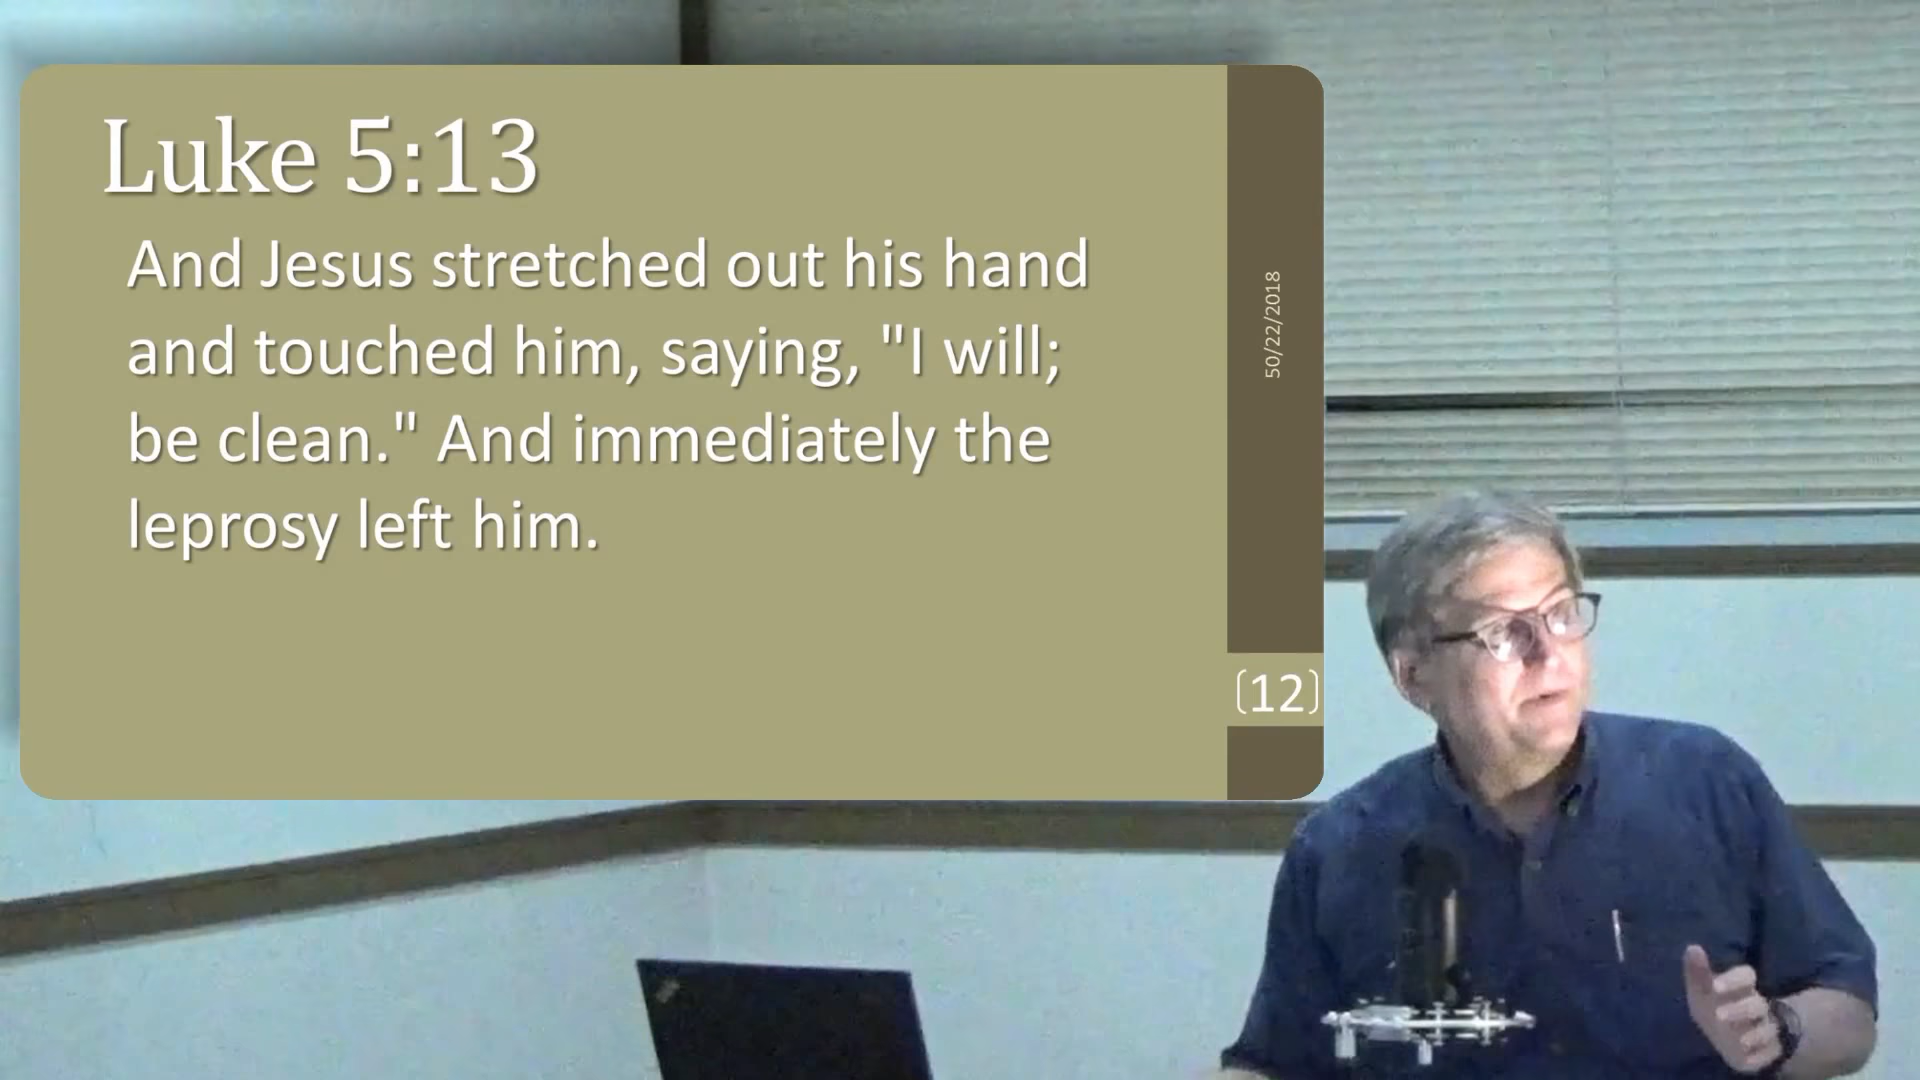 Luke 5:13
And Jesus stretched out his hand
and touched him, saying, "I will;
be clean." And immediately the
leprosy left him.
50/22/2018
12